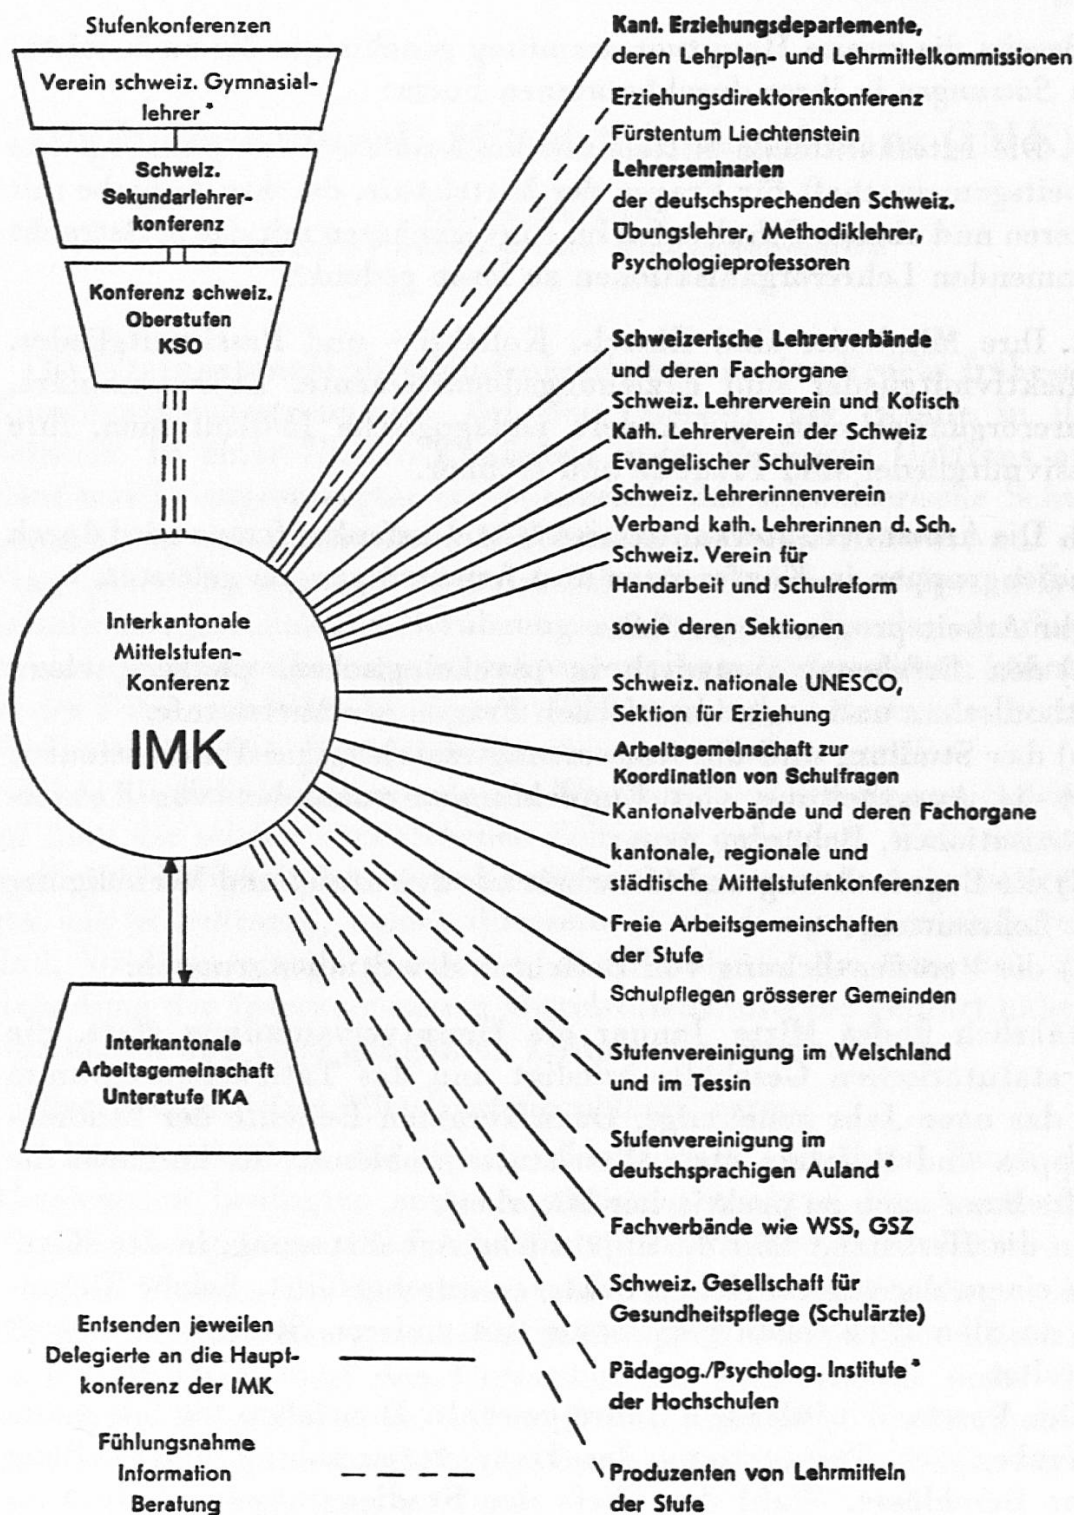 Stufenkonferenzen
Verein schweiz. Gymnasial-
lehrer*
Schweiz.
Sekundarlehrer-
konferenz
Konferenz schweiz.
Oberstufen
KSO
Interkantonale
Mittelstufen-
Konferenz
IMK
Interkantonale
Arbeitsgemeinschaft
Unterstufe IKA
Entsenden jeweilen
Delegierte an die Haupt-
konferenz der IMK
Fühlungsnahme
Information
Beratung
Kant. Erziehungsdepartemente,
deren Lehrplan- und Lehrmittelkommissionen
Erziehungsdirektorenkonferenz
Fürstentum Liechtenstein
Lehrerseminarien
der deutschsprechenden Schweiz.
Übungslehrer, Methodiklehrer,
Psychologieprofessoren
Schweizerische Lehrerverbände
und deren Fachorgane
Schweiz. Lehrerverein und Kofisch
Kath. Lehrerverein der Schweiz
Evangelischer Schulverein
Schweiz. Lehrerinnenverein
Verband kath. Lehrerinnen d. Sch.
Schweiz. Verein für
Handarbeit und Schulreform
sowie deren Sektionen
Schweiz. nationale UNESCO,
Sektion für Erziehung
Arbeitsgemeinschaft zur
Koordination von Schulfragen
Kantonalverbände und deren Fachorgane
kantonale, regionale und
städtische Mittelstufenkonferenzen
Freie Arbeitsgemeinschaften
der Stufe
Schulpflegen grösserer Gemeinden
Stufenvereinigung im Welschland
und im Tessin
Stufenvereinigung im
deutschsprachigen Auland*
Fachverbände wie WSS, GSZ
Schweiz. Gesellschaft für
Gesundheitspflege (Schulärzte)
Pädagog./Psycholog. Institute*
der Hochschulen
Produzenten von Lehrmitteln
der Stufe